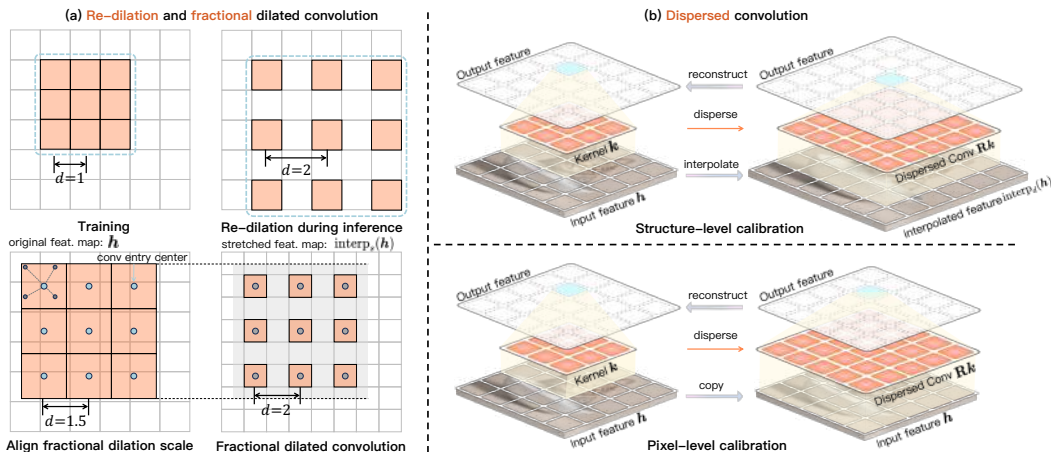 (a) Re-dilation and fractional dilated convolution
d=1
d=2
Training
Re-dilation during inference
original feat. map: h
stretched feat. map: interp_s(h)
conv entry center
d=1.5
d=2
Align fractional dilation scale
Fractional dilated convolution
(b) Dispersed convolution
Output feature
Kernel k
Input feature h
reconstruct
disperse
interpolate
Output feature
Dispersed Conv Rk
interpolated feature interp_d(h)
Structure-level calibration
Output feature
Kernel k
Input feature h
reconstruct
disperse
copy
Output feature
Dispersed Conv Rk
Input feature h
Pixel-level calibration